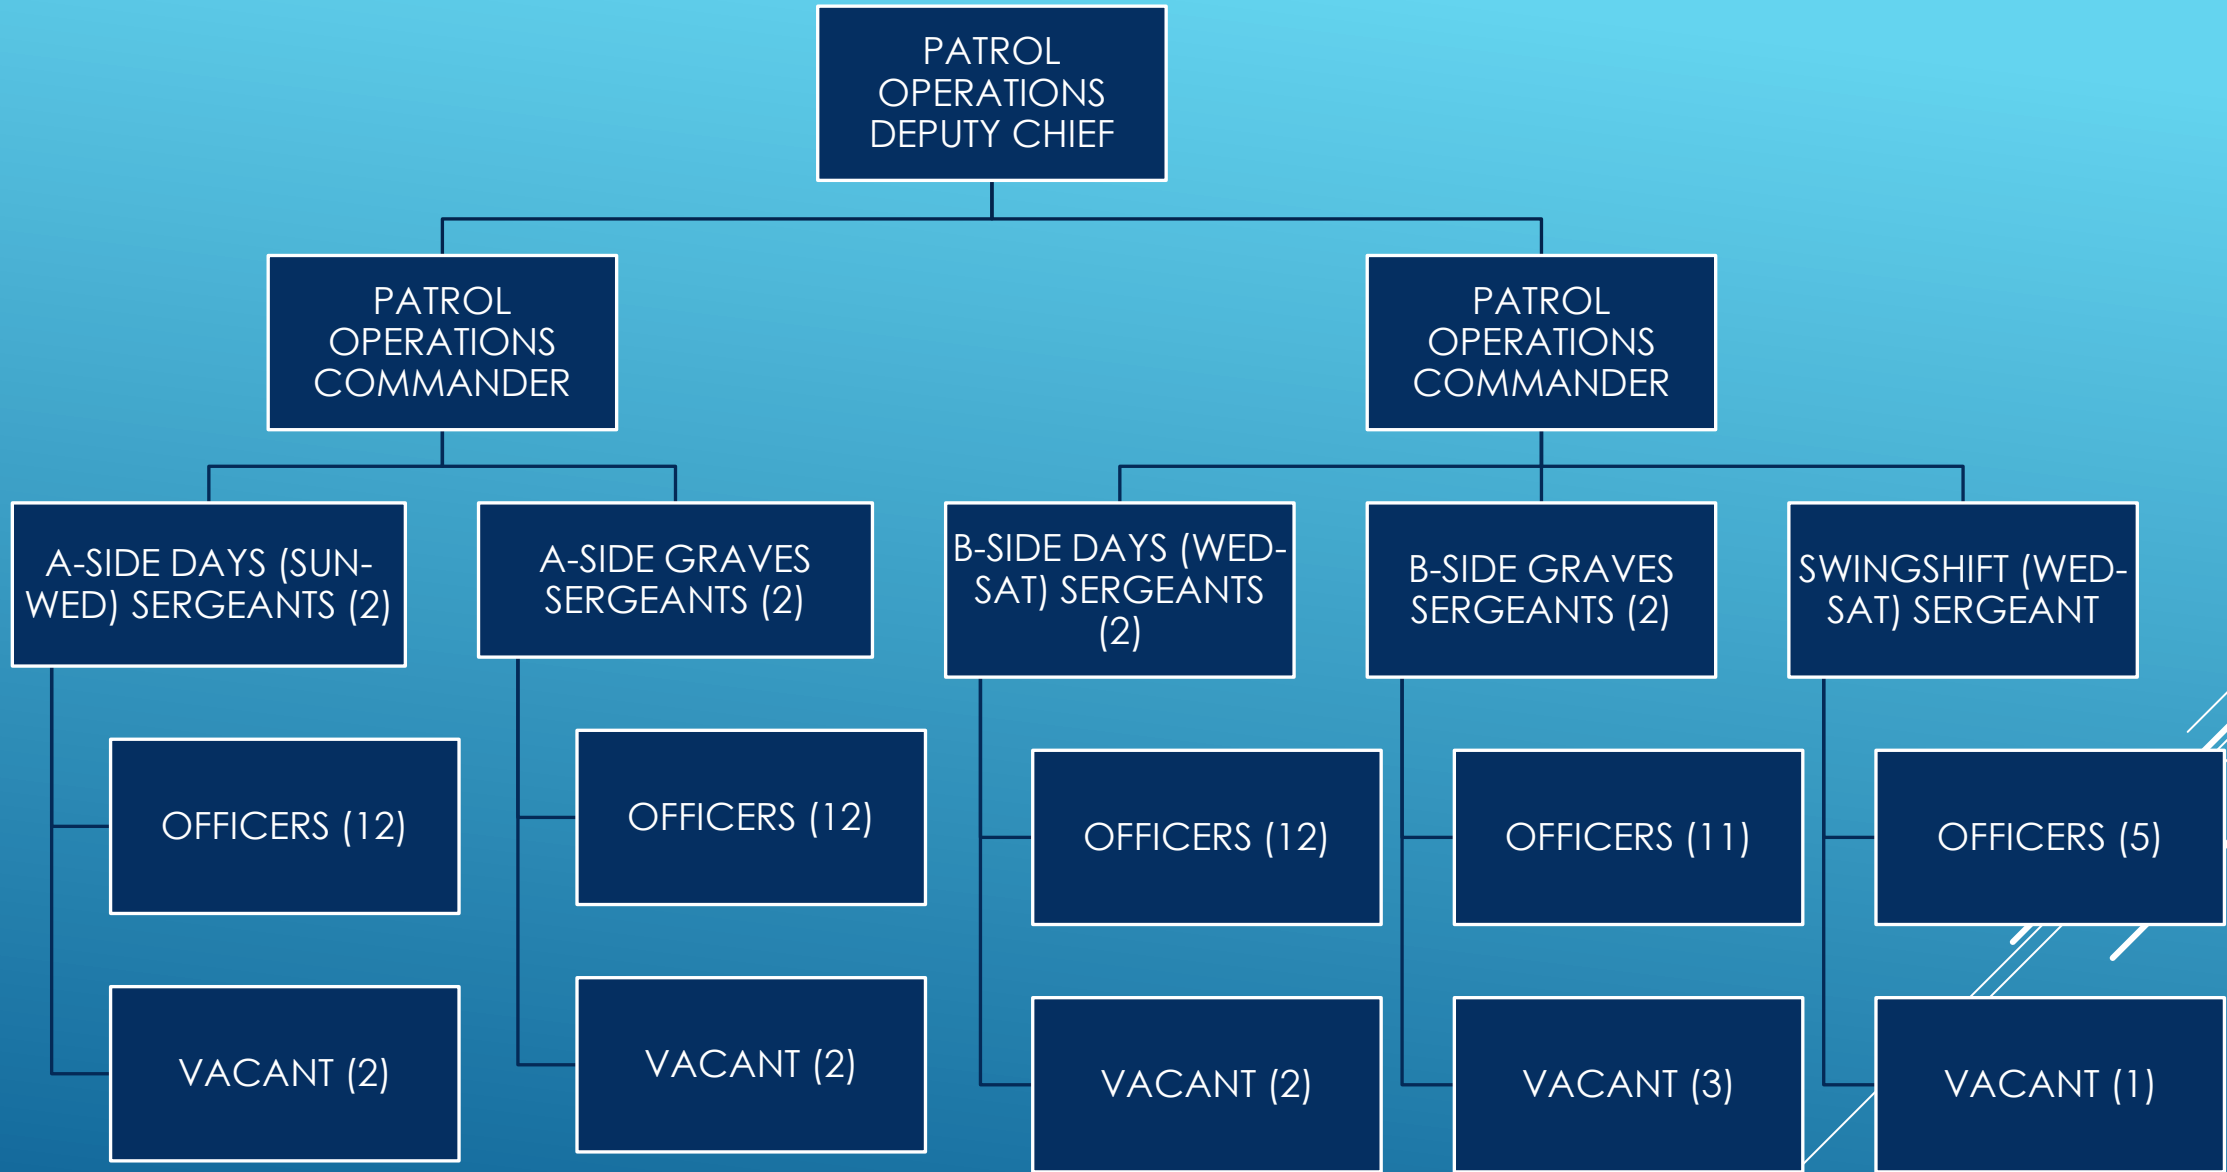 PATROL
OPERATIONS
DEPUTY CHIEF
PATROL
OPERATIONS
COMMANDER
PATROL
OPERATIONS
COMMANDER
A-SIDE DAYS (SUN-
WED) SERGEANTS (2)
A-SIDE GRAVES
SERGEANTS (2)
B-SIDE DAYS (WED-
SAT) SERGEANTS
(2)
B-SIDE GRAVES
SERGEANTS (2)
SWINGSHIFT (WED-
SAT) SERGEANT
OFFICERS (12)
OFFICERS (12)
OFFICERS (12)
OFFICERS (11)
OFFICERS (5)
VACANT (2)
VACANT (2)
VACANT (2)
VACANT (3)
VACANT (1)